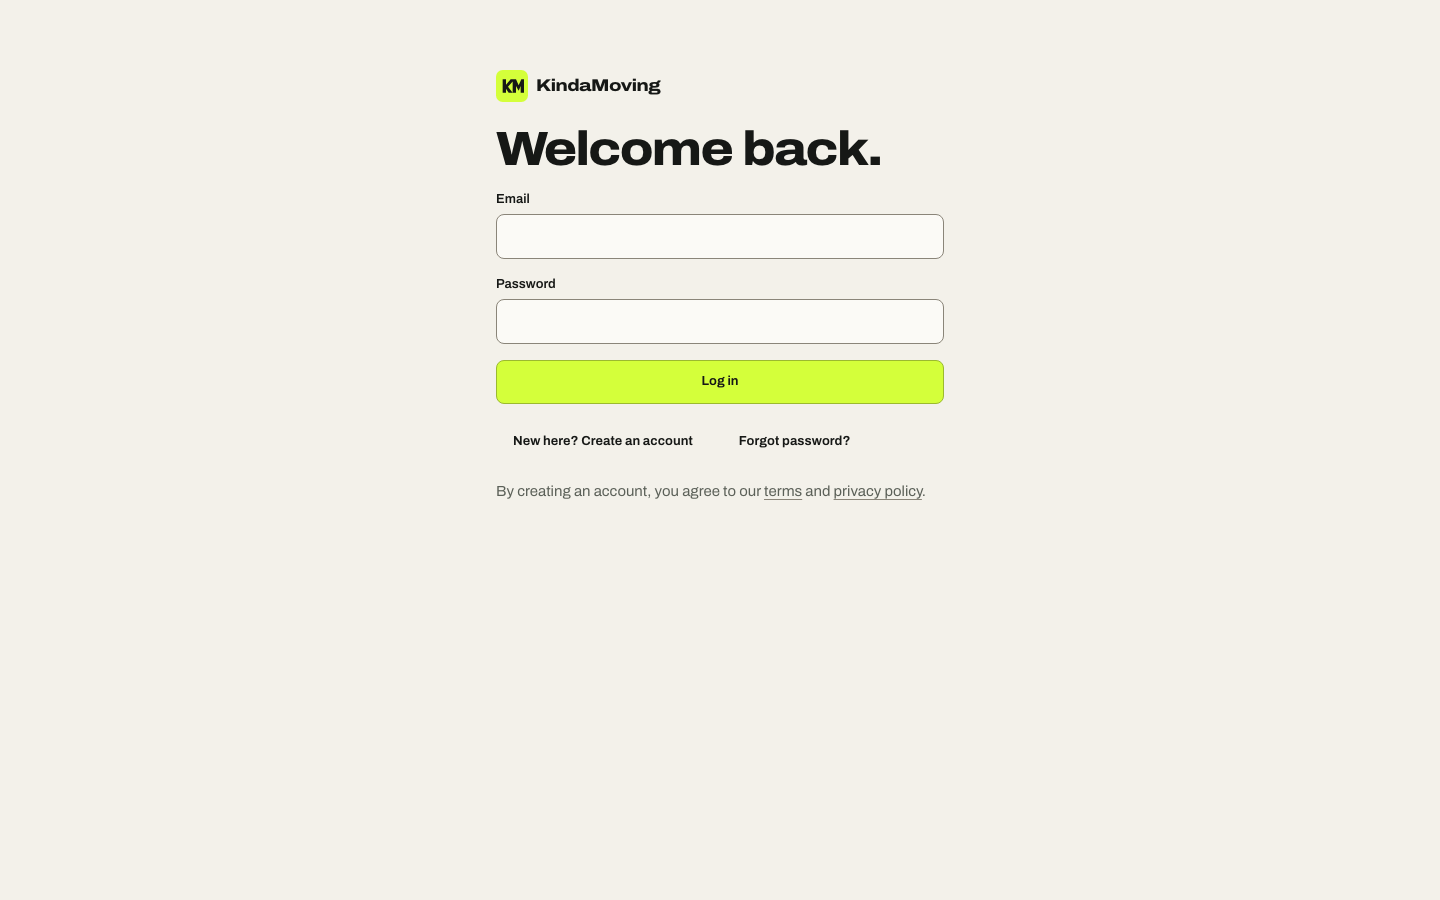 KM KindaMoving
Welcome back.
Email
Password
Log in
New here? Create an account Forgot password?
By creating an account, you agree to our terms and privacy policy.